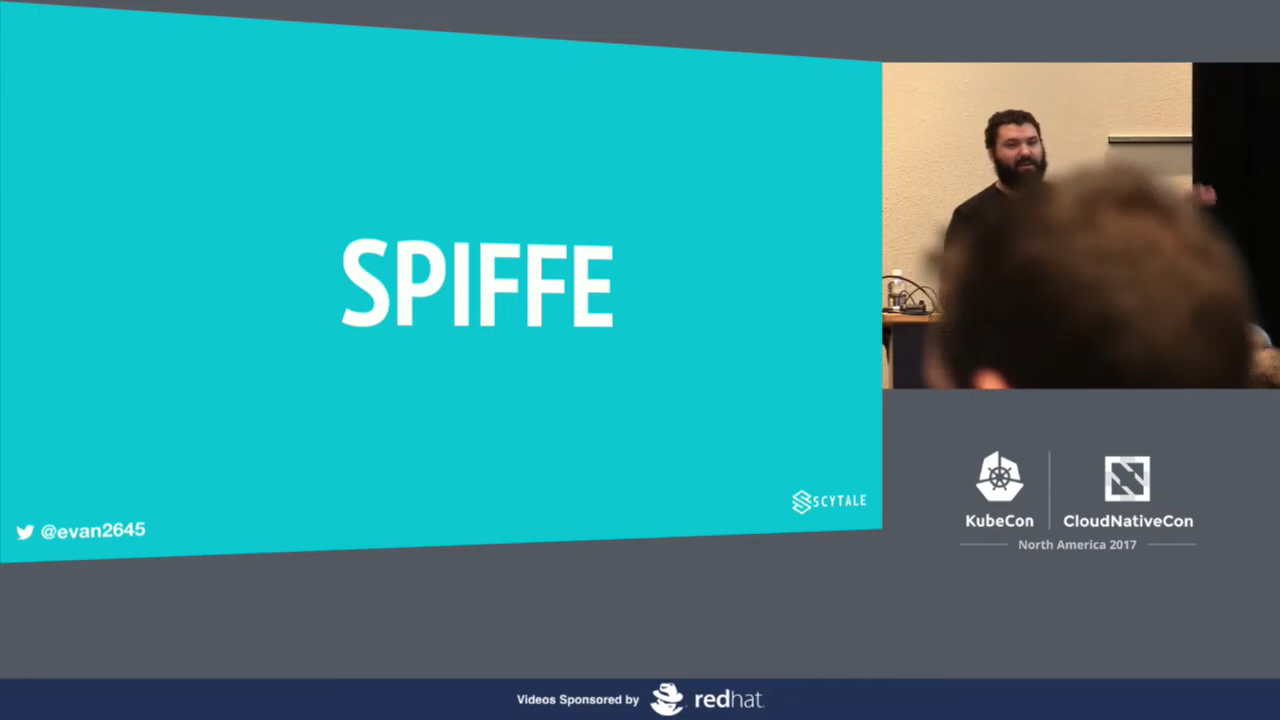 SPIFFE
SCYTALE
@evan2645
KubeCon
CloudNativeCon
North America 2017
Videos Sponsored by
redhat.